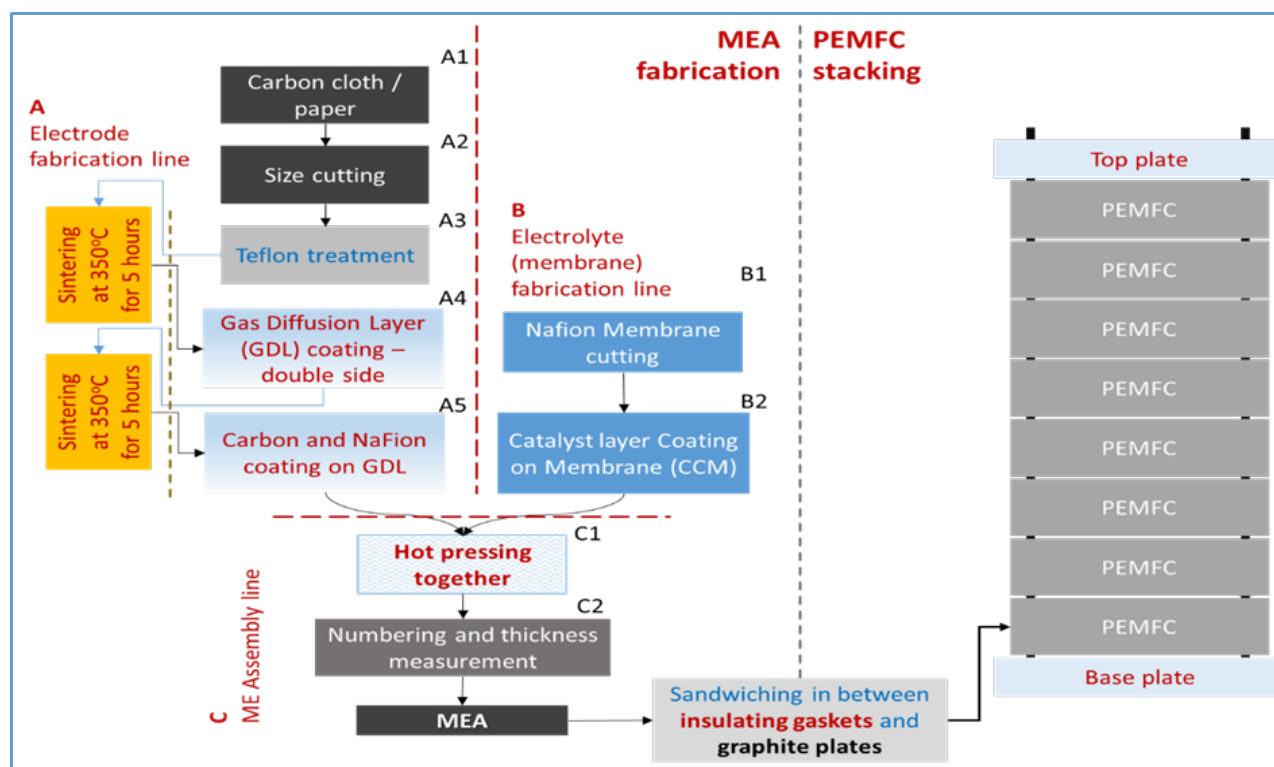 MEA
fabrication
PEMFC
stacking
A
Electrode
fabrication line
A1
Carbon cloth /
paper
A2
Size cutting
A3
Teflon treatment
Sintering
at 350°C
for 5 hours
A4
Gas Diffusion Layer
(GDL) coating –
double side
Sintering
at 350°C
for 5 hours
A5
Carbon and NaFion
coating on GDL
B
Electrolyte
(membrane)
fabrication line
B1
Nafion Membrane
cutting
B2
Catalyst layer Coating
on Membrane (CCM)
C
ME Assembly line
C1
Hot pressing
together
C2
Numbering and thickness
measurement
MEA
Sandwiching in between
insulating gaskets and
graphite plates
Top plate
PEMFC
PEMFC
PEMFC
PEMFC
PEMFC
PEMFC
PEMFC
PEMFC
Base plate